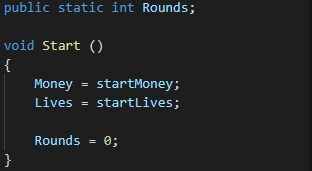 public static int Rounds;
void Start ()
{
Money = startMoney;
Lives = startLives;
Rounds = 0;
}